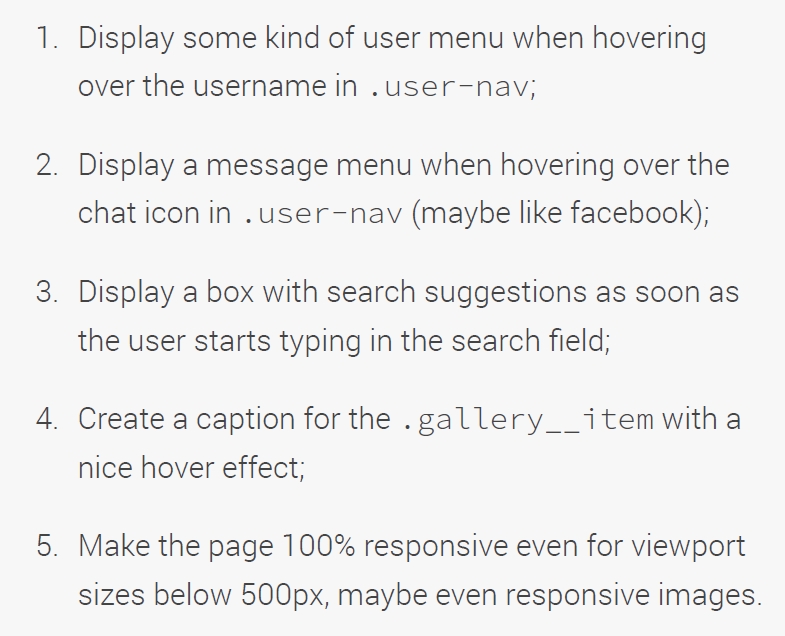 1. Display some kind of user menu when hovering
over the username in .user-nav;
2. Display a message menu when hovering over the
chat icon in .user-nav (maybe like facebook);
3. Display a box with search suggestions as soon as
the user starts typing in the search field;
4. Create a caption for the .gallery__item with a
nice hover effect;
5. Make the page 100% responsive even for viewport
sizes below 500px, maybe even responsive images.